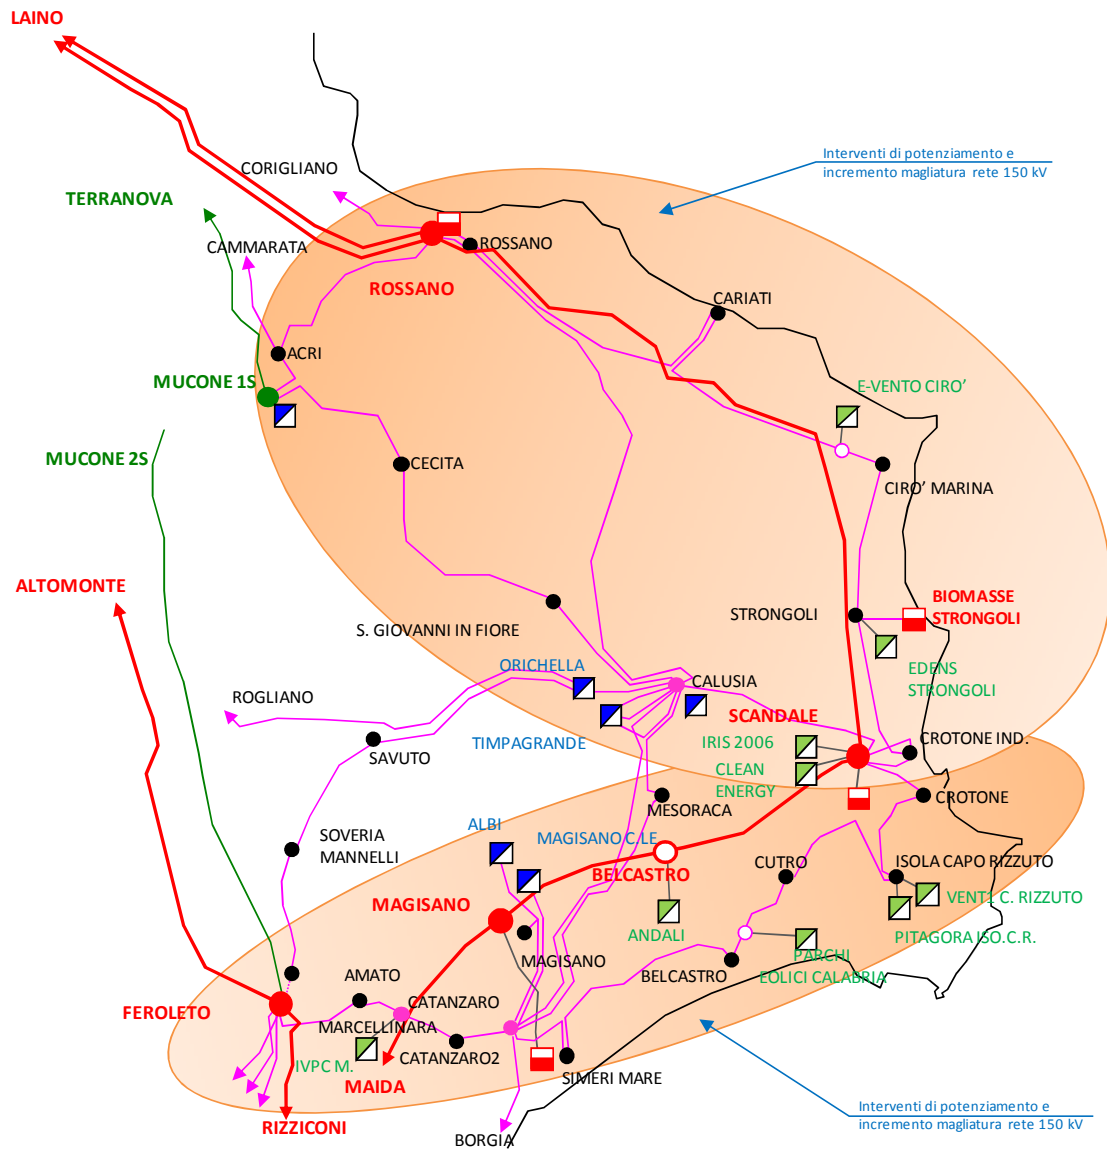 LAINO
Interventi di potenziamento e
incremento magliatura rete 150 kV
CORIGLIANO
TERRANOVA
CAMMARATA
ROSSANO
ROSSANO
CARIATI
ACRI
MUCONE 1S
E-VENTO CIRO'
MUCONE 2S
CECITA
CIRO' MARINA
ALTOMONTE
BIOMASSE
STRONGOLI
STRONGOLI
S. GIOVANNI IN FIORE
EDENS
STRONGOLI
ORICHELLA
CALUSIA
ROGLIANO
SCANDALE
TIMPAGRANDE
IRIS 2006
CROTONE IND.
SAVUTO
CLEAN
ENERGY
MESORACA
CROTONE
ALBI
MAGISANO C.LE
SOVERIA
MANNELLI
CUTRO
ISOLA CAPO RIZZUTO
BELCASTRO
MAGISANO
VENT1 C. RIZZUTO
ANDALI
PITAGORA ISO.C.R.
MAGISANO
PARCHI
EOLICI CALABRIA
BELCASTRO
AMATO
CATANZARO
FEROLETO
MARCELLINARA
CATANZARO2
IVPC M.
MAIDA
SIMERI MARE
RIZZICONI
BORGIA
Interventi di potenziamento e
incremento magliatura rete 150 kV